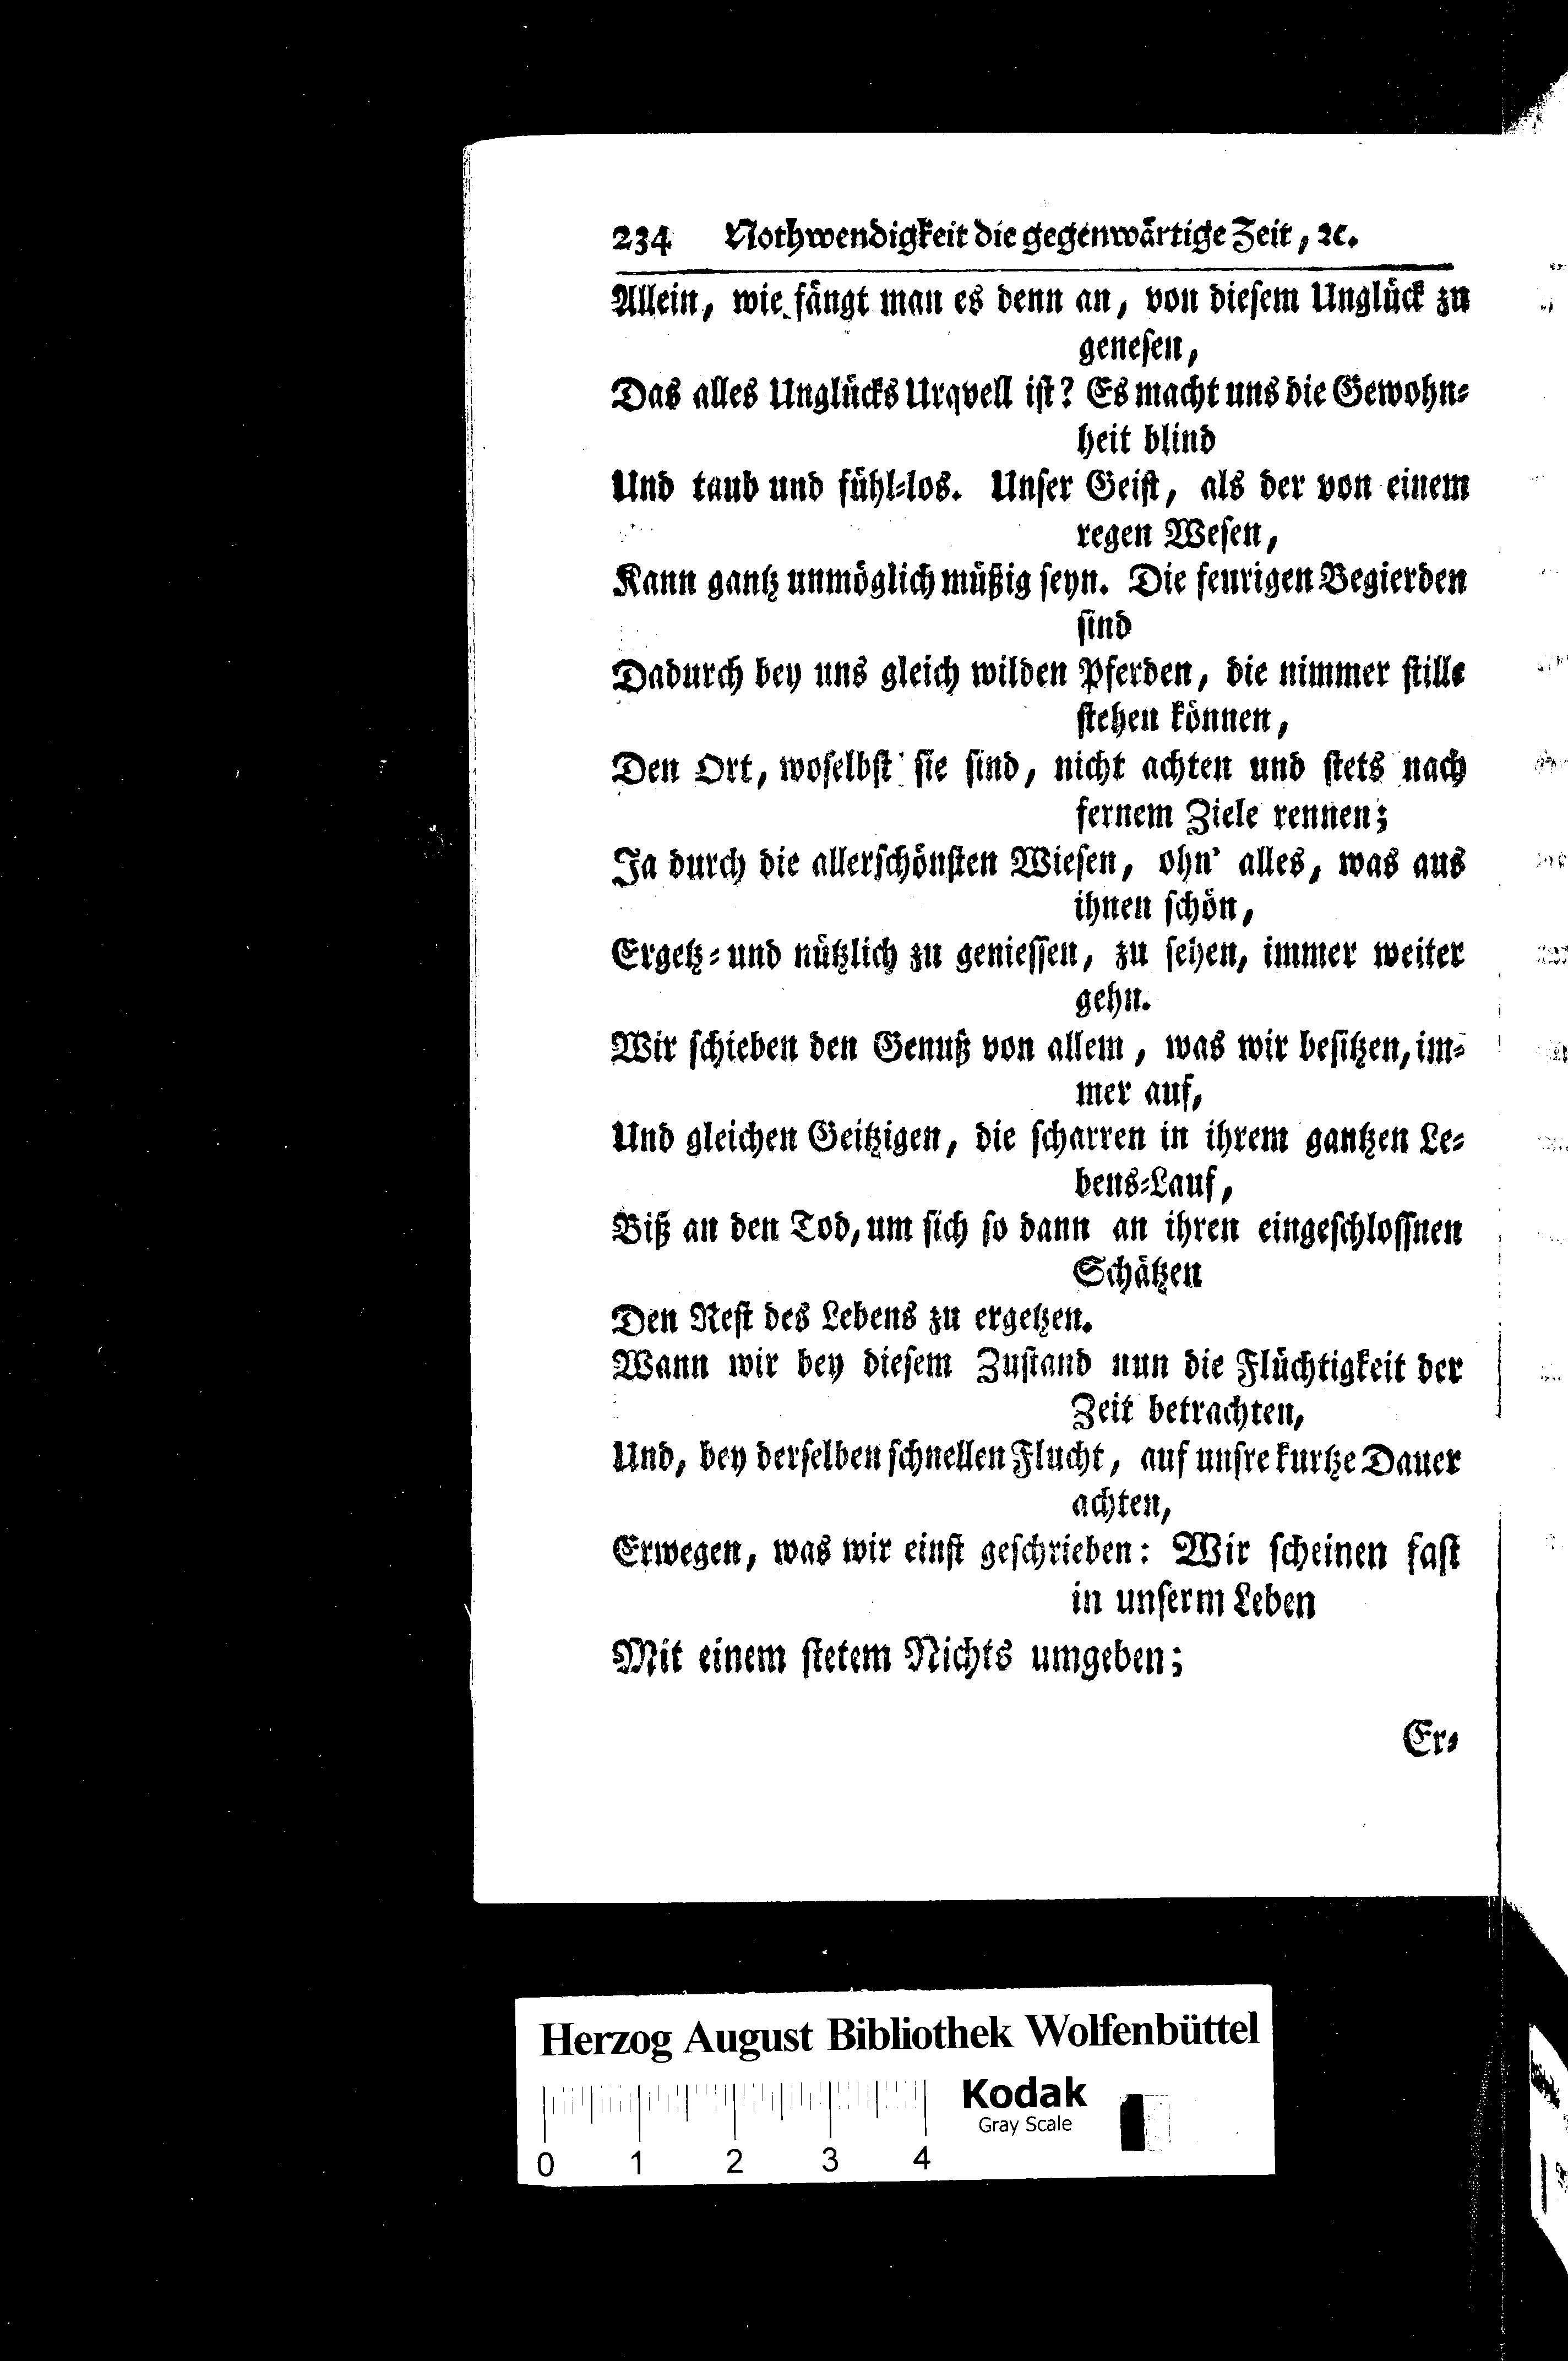 234 Nothwendigkeit die gegenwärtige Zeit, ꝛc.
Allein, wie fängt man es denn an, von diesem Unglück zu
genesen,
Das alles Unglücks Urqvell ist? Es macht uns die Gewohn⸗
heit blind
Und taub und fühl⸗los. Unser Geist, als der von einem
regen Wesen,
Kann gantz unmöglich müßig seyn. Die feurigen Begierden
sind
Dadurch bey uns gleich wilden Pferden, die nimmer stille
stehen können,
Den Ort, woselbst sie sind, nicht achten und stets nach
fernem Ziele rennen;
Ja durch die allerschönsten Wiesen, ohn' alles, was aus
ihnen schön,
Ergetz⸗ und nützlich zu geniessen, zu sehen, immer weiter
gehn.
Wir schieben den Genuß von allem, was wir besitzen, im⸗
mer auf,
Und gleichen Geitzigen, die scharren in ihrem gantzen Le⸗
bens⸗Lauf,
Biß an den Tod, um sich so dann an ihren eingeschlossnen
Schätzen
Den Rest des Lebens zu ergetzen.
Wann wir bey diesem Zustand nun die Flüchtigkeit der
Zeit betrachten,
Und, bey derselben schnellen Flucht, auf unsre kurtze Dauer
achten,
Erwegen, was wir einst geschrieben: Wir scheinen fast
in unserm Leben
Mit einem stetem Nichts umgeben;
Er⸗
Herzog August Bibliothek Wolfenbüttel
Kodak
Gray Scale
0 1 2 3 4